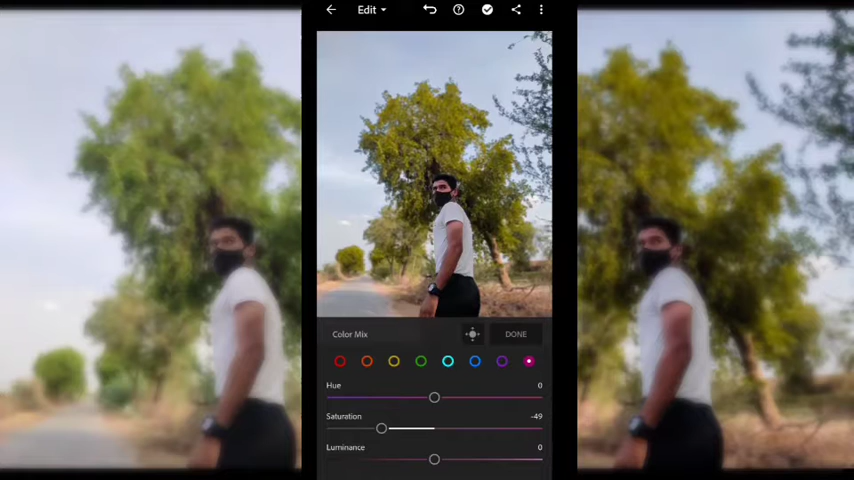 Edit
Color Mix
DONE
Hue
0
Saturation
-49
Luminance
0